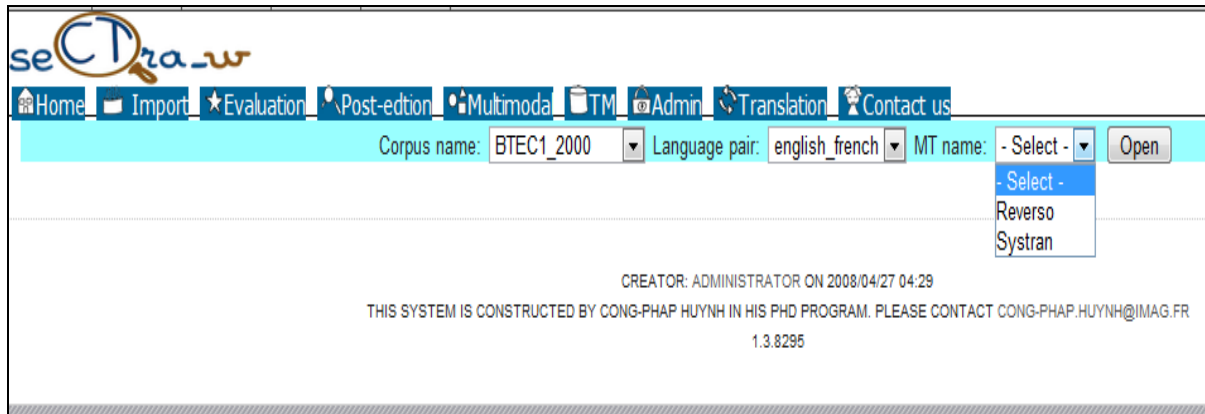 seCTra_w
Home Import Evaluation Post-edtion Multimodal TM Admin Translation Contact us
Corpus name: BTEC1_2000 Language pair: english_french MT name: - Select - Open
- Select -
Reverso
Systran
CREATOR: ADMINISTRATOR ON 2008/04/27 04:29
THIS SYSTEM IS CONSTRUCTED BY CONG-PHAP HUYNH IN HIS PHD PROGRAM. PLEASE CONTACT CONG-PHAP.HUYNH@IMAG.FR
1.3.8295